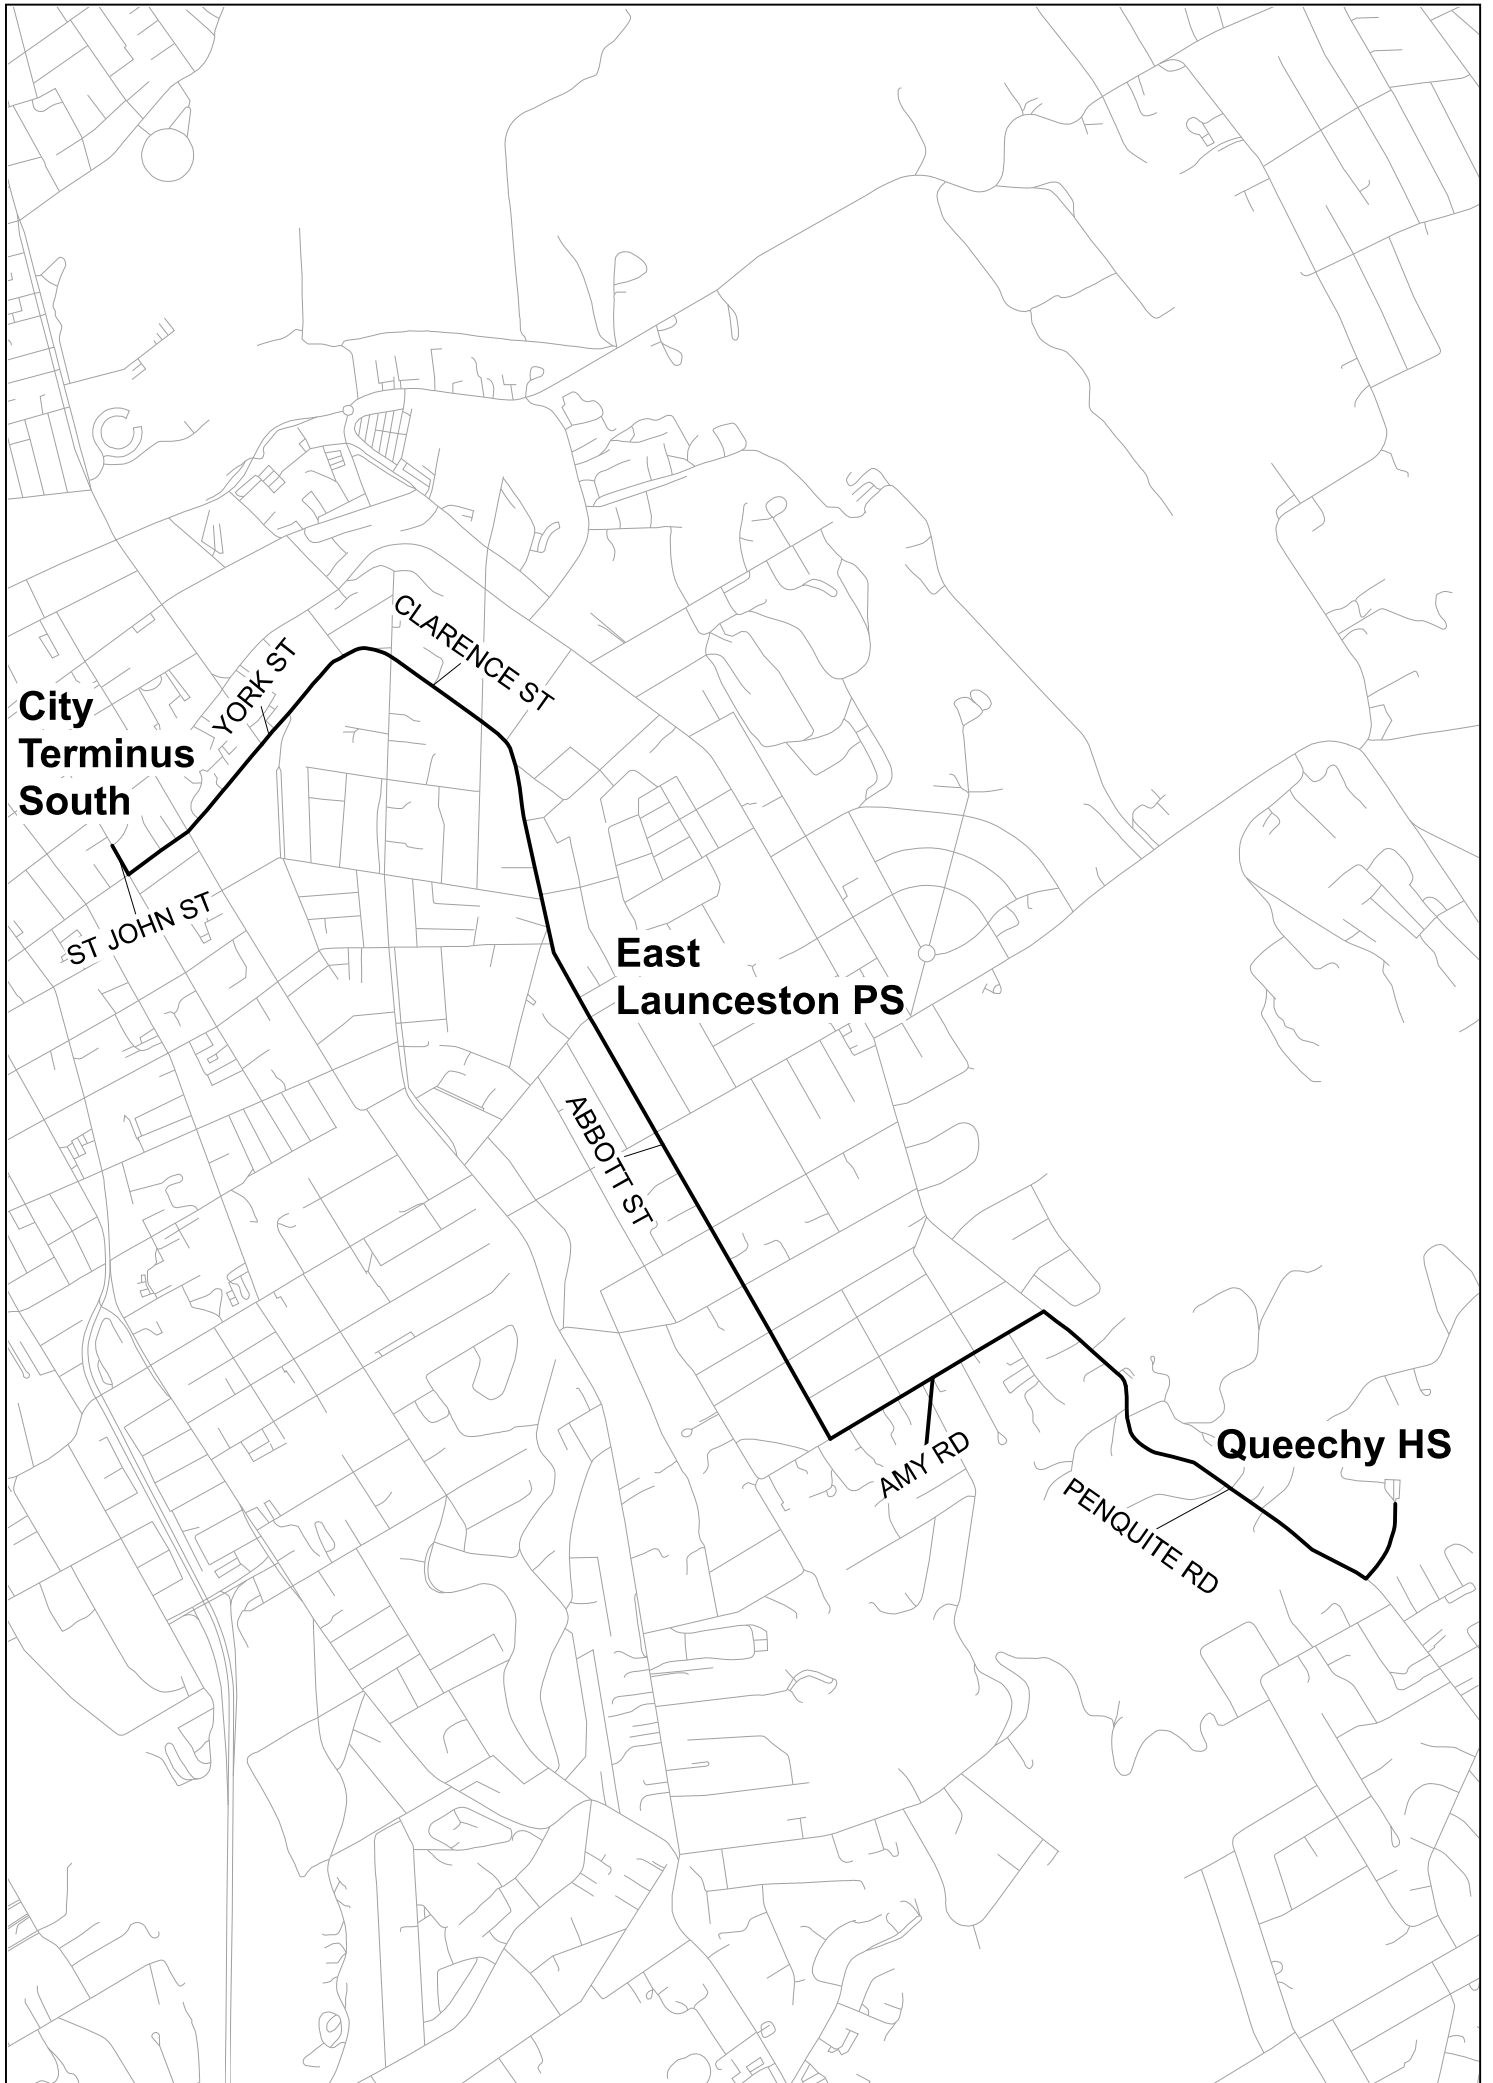 CLARENCE ST
YORK ST
City
Terminus
South
ST JOHN ST
East
Launceston PS
ABBOTT ST
Queechy HS
AMY RD
PENQUITE RD